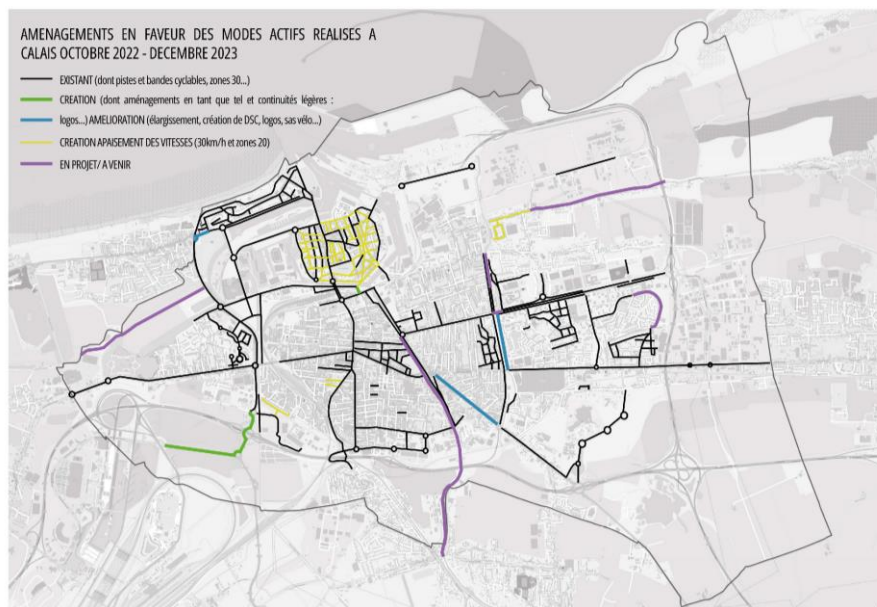 AMENAGEMENTS EN FAVEUR DES MODES ACTIFS REALISES A
CALAIS OCTOBRE 2022 - DECEMBRE 2023
EXISTANT (dont pistes et bandes cyclables, zones 30...)
CREATION (dont aménagements en tant que tel et continuités légères :
logos...) AMELIORATION (élargissement, création de DSC, logos, sas vélo...)
CREATION APAISEMENT DES VITESSES (30km/h et zones 20)
EN PROJET/ A VENIR